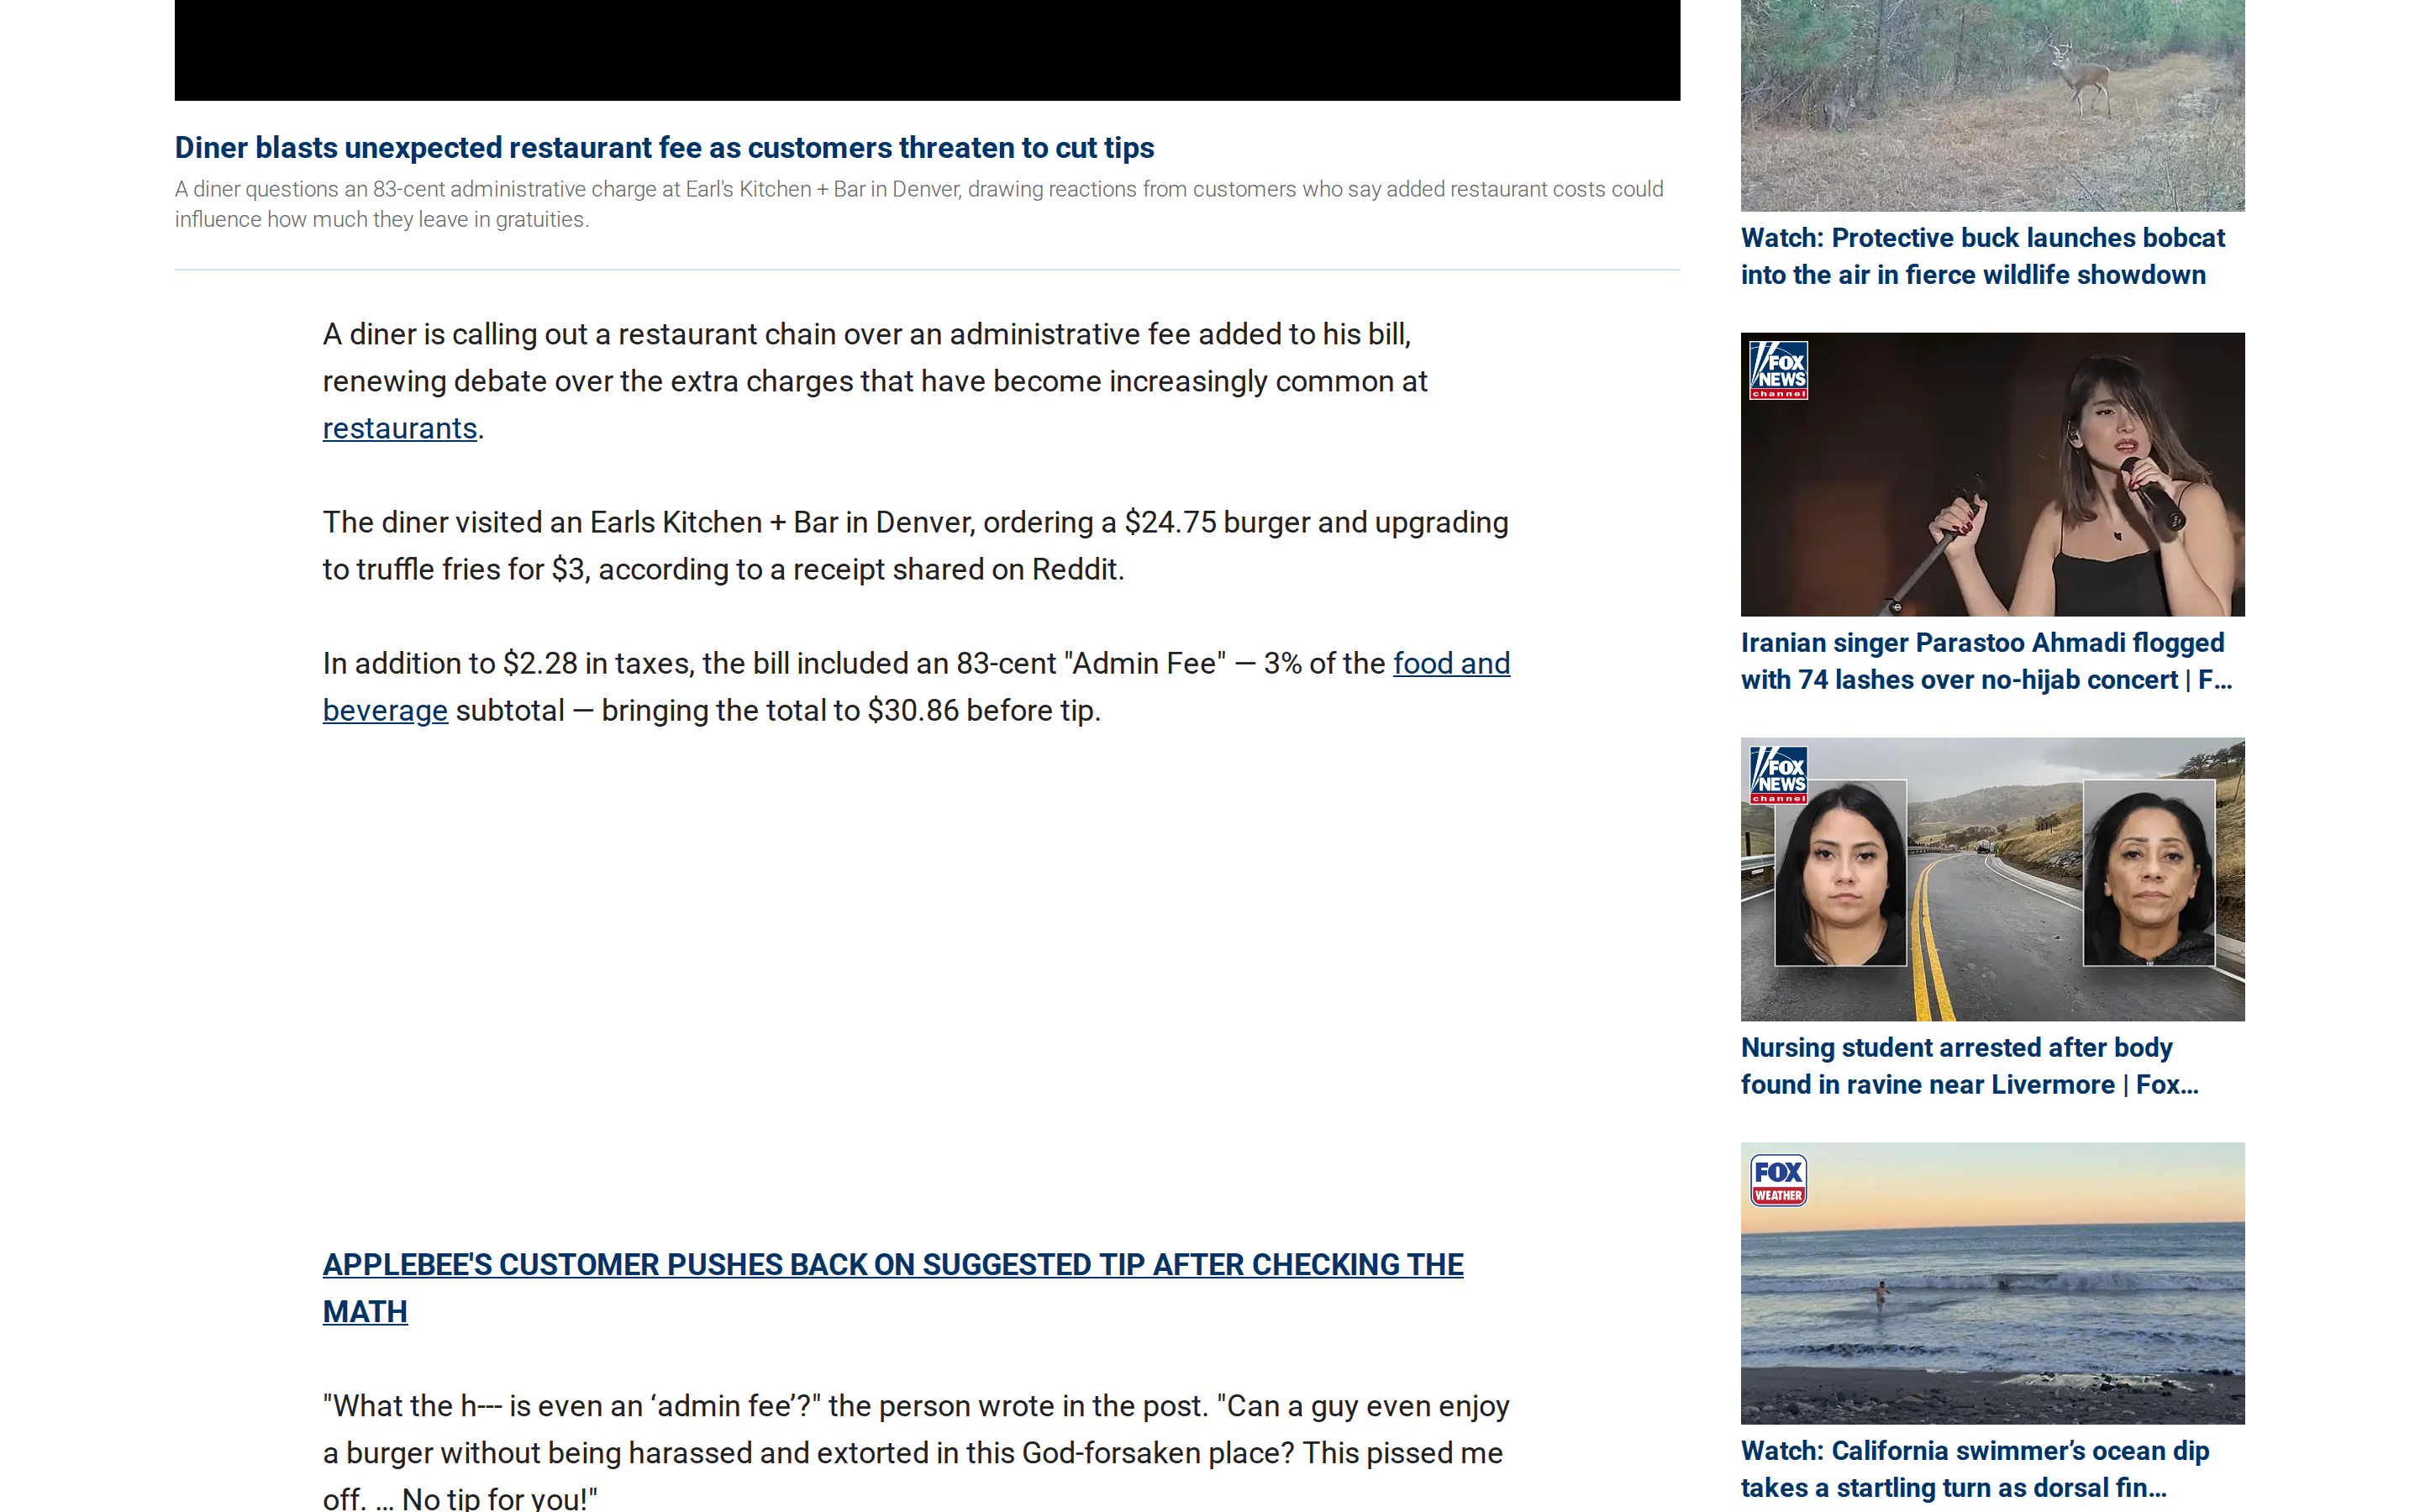 Diner blasts unexpected restaurant fee as customers threaten to cut tips
A diner questions an 83-cent administrative charge at Earl's Kitchen + Bar in Denver, drawing reactions from customers who say added restaurant costs could
influence how much they leave in gratuities.
A diner is calling out a restaurant chain over an administrative fee added to his bill,
renewing debate over the extra charges that have become increasingly common at
restaurants.
The diner visited an Earls Kitchen + Bar in Denver, ordering a $24.75 burger and upgrading
to truffle fries for $3, according to a receipt shared on Reddit.
In addition to $2.28 in taxes, the bill included an 83-cent "Admin Fee" — 3% of the food and
beverage subtotal — bringing the total to $30.86 before tip.
APPLEBEE'S CUSTOMER PUSHES BACK ON SUGGESTED TIP AFTER CHECKING THE
MATH
"What the h--- is even an ‘admin fee’?" the person wrote in the post. "Can a guy even enjoy
a burger without being harassed and extorted in this God-forsaken place? This pissed me
off. … No tip for you!"
Watch: Protective buck launches bobcat
into the air in fierce wildlife showdown
FOX
NEWS
channel
Iranian singer Parastoo Ahmadi flogged
with 74 lashes over no-hijab concert | F…
FOX
NEWS
channel
Nursing student arrested after body
found in ravine near Livermore | Fox…
FOX
WEATHER
Watch: California swimmer’s ocean dip
takes a startling turn as dorsal fin…